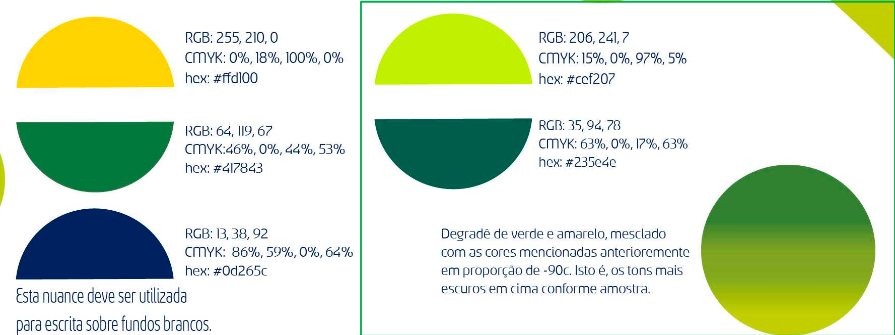 RGB: 255, 210, 0
CMYK: 0%, 18%, 100%, 0%
hex: #ffd100
RGB: 64, 119, 67
CMYK:46%, 0%, 44%, 53%
hex: #417843
RGB: 13, 38, 92
CMYK: 86%, 59%, 0%, 64%
hex: #0d265c
Esta nuance deve ser utilizada
para escrita sobre fundos brancos.
RGB: 206, 241, 7
CMYK: 15%, 0%, 97%, 5%
hex: #cef207
RGB: 35, 94, 78
CMYK: 63%, 0%, 17%, 63%
hex: #235e4e
Degradê de verde e amarelo, mesclado
com as cores mencionadas anterioremente
em proporção de -90c. Isto é, os tons mais
escuros em cima conforme amostra.